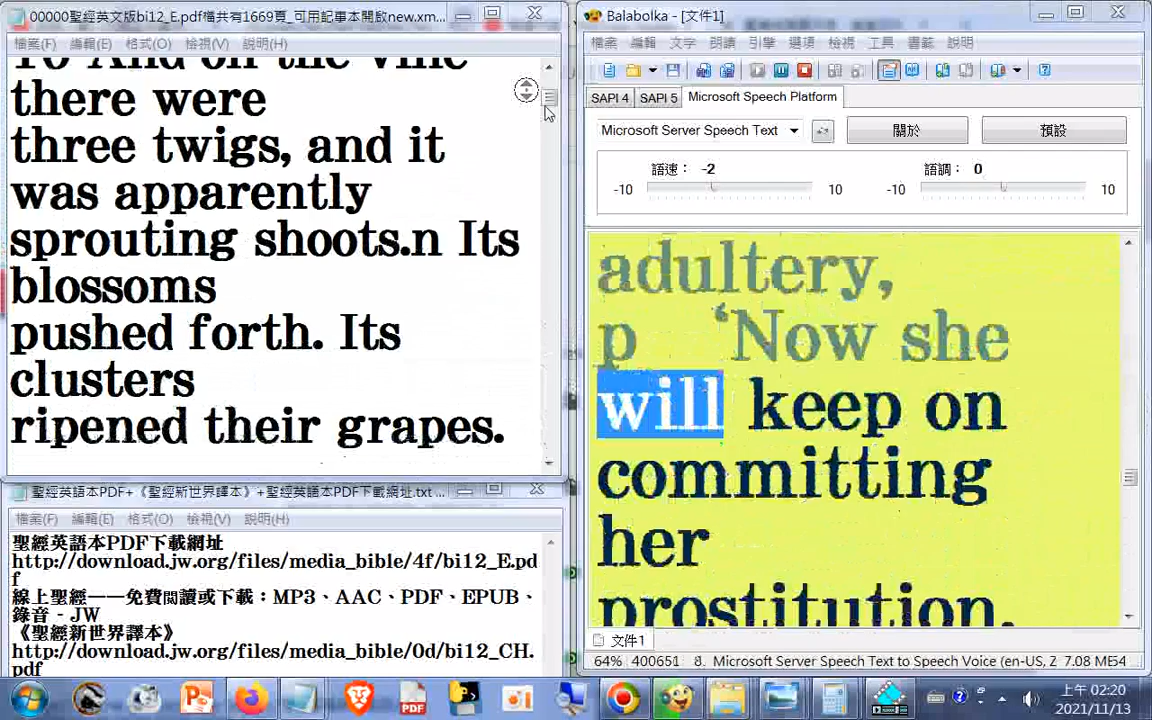 00000聖經英文版bi12_E.pdf檔共有1669頁_可用記事本開啟new.xm...
檔案(F) 編輯(E) 格式(O) 檢視(V) 說明(H)
10 And on the vine
there were
three twigs, and it
was apparently
sprouting shoots.n Its
blossoms
pushed forth. Its
clusters
ripened their grapes.
聖經英語本PDF+《聖經新世界譯本》+聖經英語本PDF下載網址.txt ...
檔案(F) 編輯(E) 格式(O) 檢視(V) 說明(H)
聖經英語本PDF下載網址
http://download.jw.org/files/media_bible/4f/bi12_E.pd
f
線上聖經——免費閱讀或下載：MP3、AAC、PDF、EPUB、
錄音 - JW
《聖經新世界譯本》
http://download.jw.org/files/media_bible/0d/bi12_CH.
pdf
Balabolka - [文件1]
檔案 編輯 文字 朗讀 引擎 選項 檢視 工具 書籤 說明
SAPI 4 SAPI 5 Microsoft Speech Platform
Microsoft Server Speech Text 關於 預設
語速： -2 語調： 0
-10 10 -10 10
adultery,
p ‘Now she
will keep on
committing
her
prostitution,
文件1
64% 400651 8. Microsoft Server Speech Text to Speech Voice (en-US, Z 7.08 ME54
上午 02:20
2021/11/13